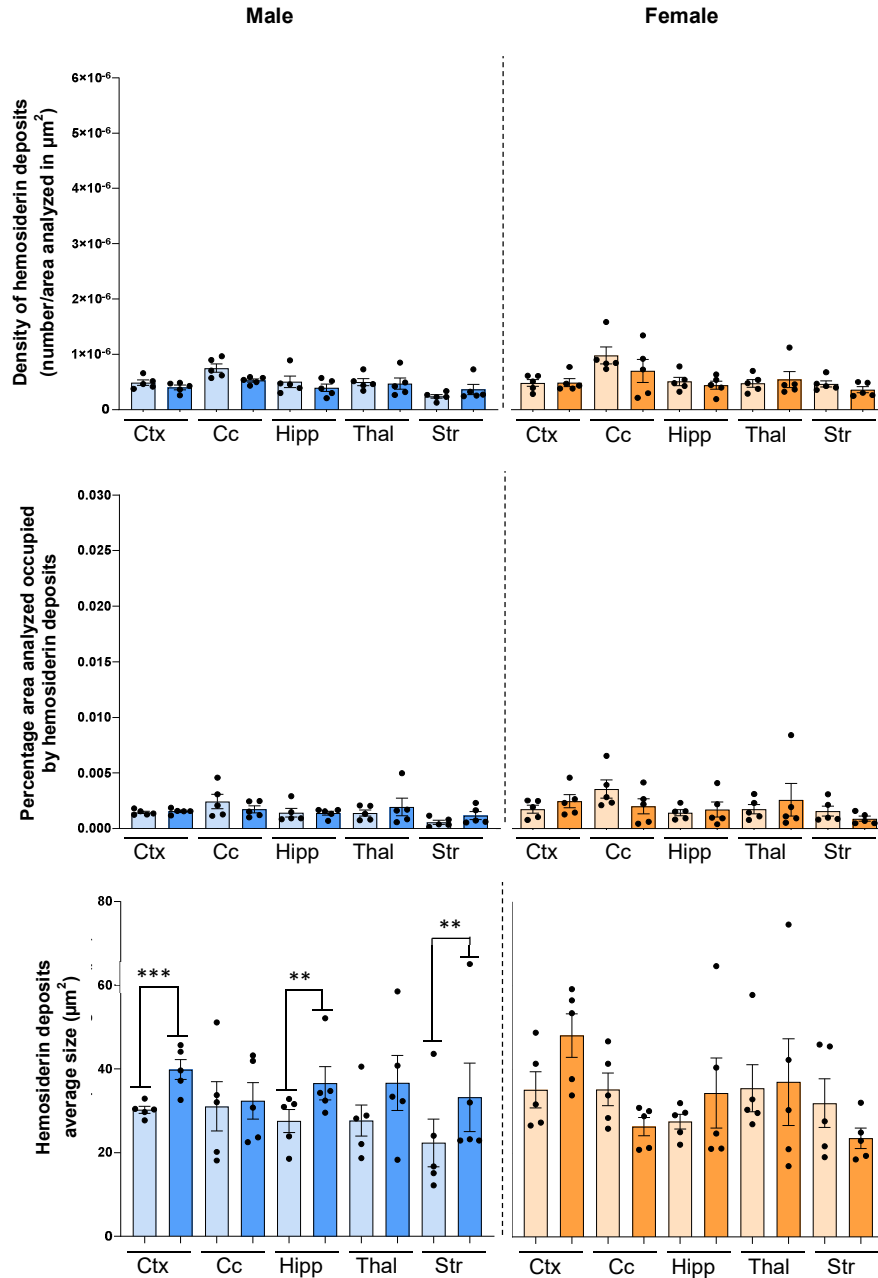 Male
Female
Density of hemosiderin deposits
(number/area analyzed in µm²)
6×10⁻⁶
5×10⁻⁶
4×10⁻⁶
3×10⁻⁶
2×10⁻⁶
1×10⁻⁶
0
Ctx Cc Hipp Thal Str
Ctx Cc Hipp Thal Str
Percentage area analyzed occupied
by hemosiderin deposits
0.030
0.025
0.020
0.015
0.010
0.005
0.000
Ctx Cc Hipp Thal Str
Ctx Cc Hipp Thal Str
Hemosiderin deposits
average size (µm²)
80
60
40
20
0
***
**
**
Ctx Cc Hipp Thal Str
Ctx Cc Hipp Thal Str